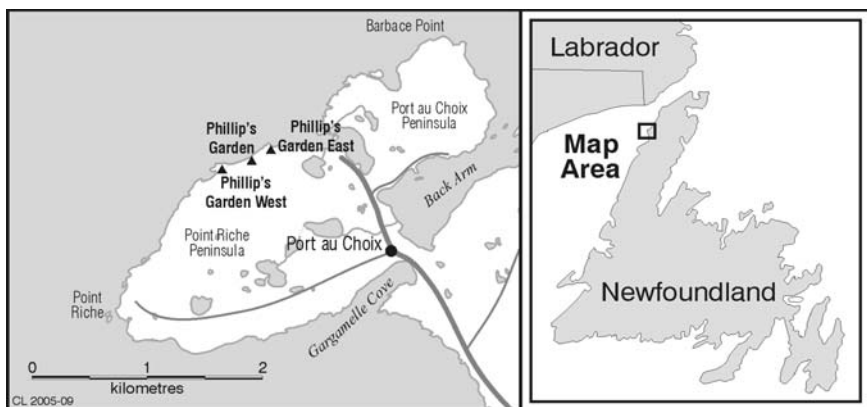 Barbace Point
Port au Choix
Peninsula
Phillip's
Garden
Phillip's
Garden East
Phillip's
Garden West
Back Arm
Point Riche
Peninsula
Port au Choix
Point
Riche
Gargamelle Cove
0 1 2
kilometres
CL 2005-09
Labrador
Map
Area
Newfoundland